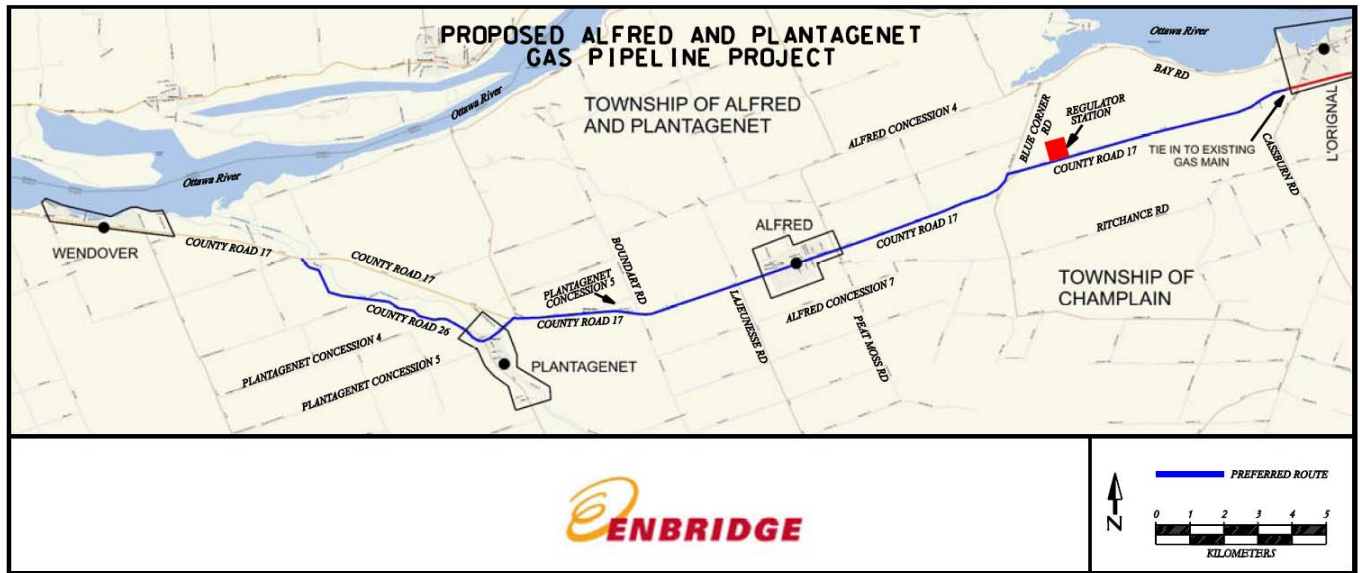 PROPOSED ALFRED AND PLANTAGENET
GAS PIPELINE PROJECT
Ottawa River
BAY RD
TOWNSHIP OF ALFRED
AND PLANTAGENET
Ottawa River
ALFRED CONCESSION 4
BLUE CORNER
RD
REGULATOR
STATION
COUNTY ROAD 17
TIE IN TO EXISTING
GAS MAIN
CASSBURN RD
L'ORIGNAL
Ottawa River
WENDOVER
COUNTY ROAD 17
COUNTY ROAD 17
PLANTAGENET
CONCESSION 5
BOUNDARY RD
ALFRED
COUNTY ROAD 17
RITCHANCE RD
TOWNSHIP OF
CHAMPLAIN
COUNTY ROAD 26
COUNTY ROAD 17
LAJEUNESSE RD
ALFRED CONCESSION 7
PEAT MOSS RD
PLANTAGENET CONCESSION 4
PLANTAGENET CONCESSION 5
PLANTAGENET
ENBRIDGE
N
PREFERRED ROUTE
0 1 2 3 4 5
KILOMETERS